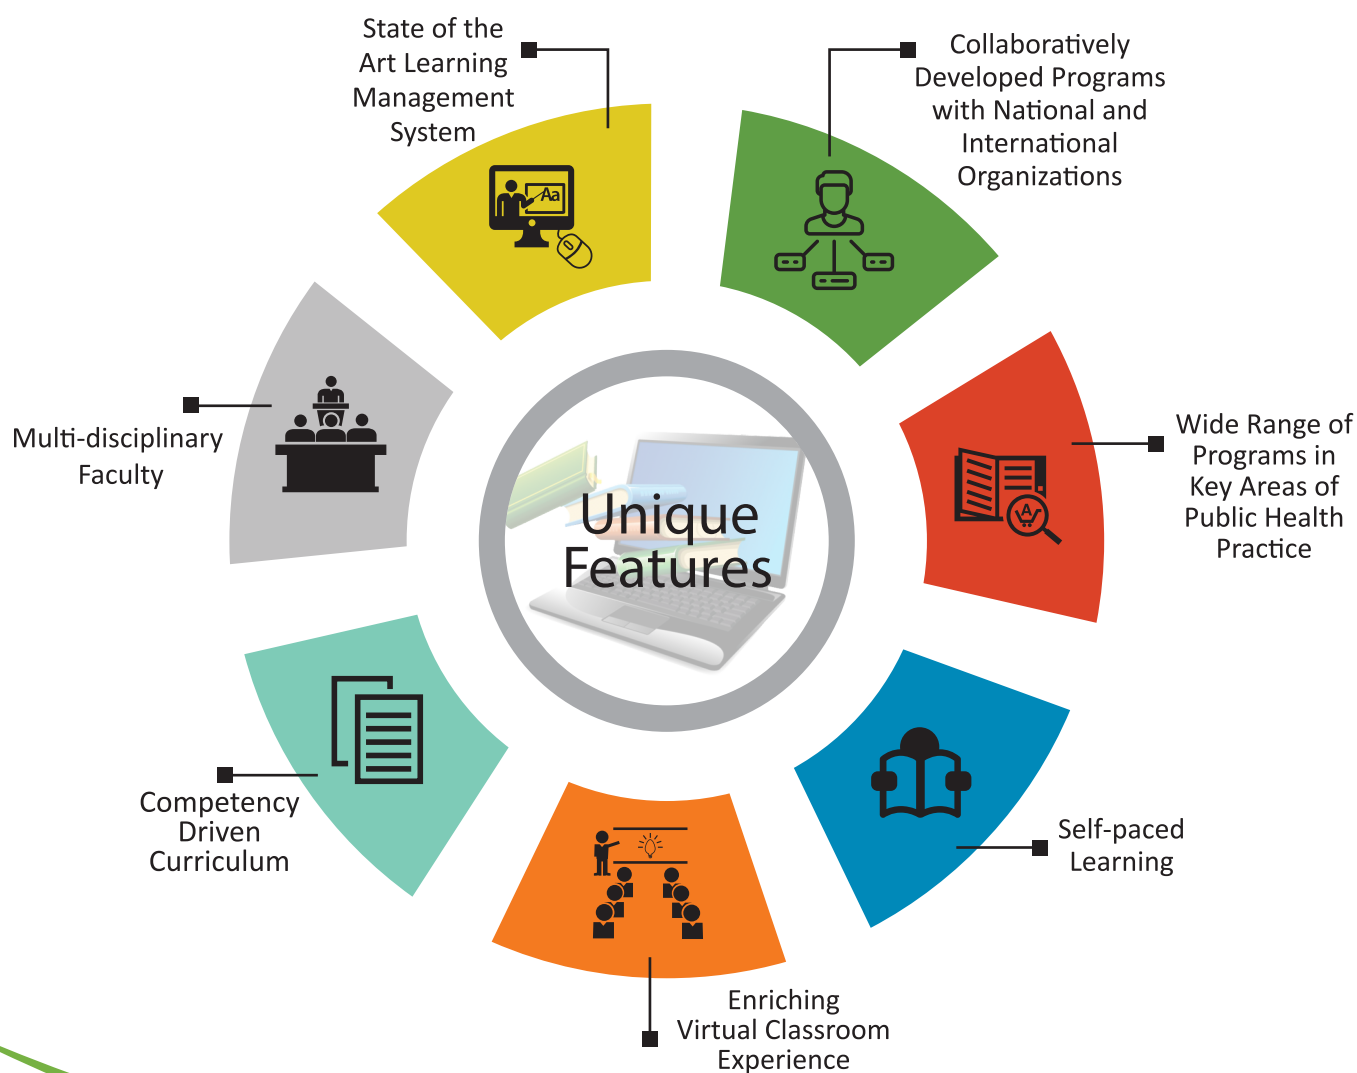 State of the
Art Learning
Management
System
Collaboratively
Developed Programs
with National and
International
Organizations
Aa
Multi-disciplinary
Faculty
Unique
Features
Wide Range of
Programs in
Key Areas of
Public Health
Practice
A
Competency
Driven
Curriculum
Self-paced
Learning
Enriching
Virtual Classroom
Experience